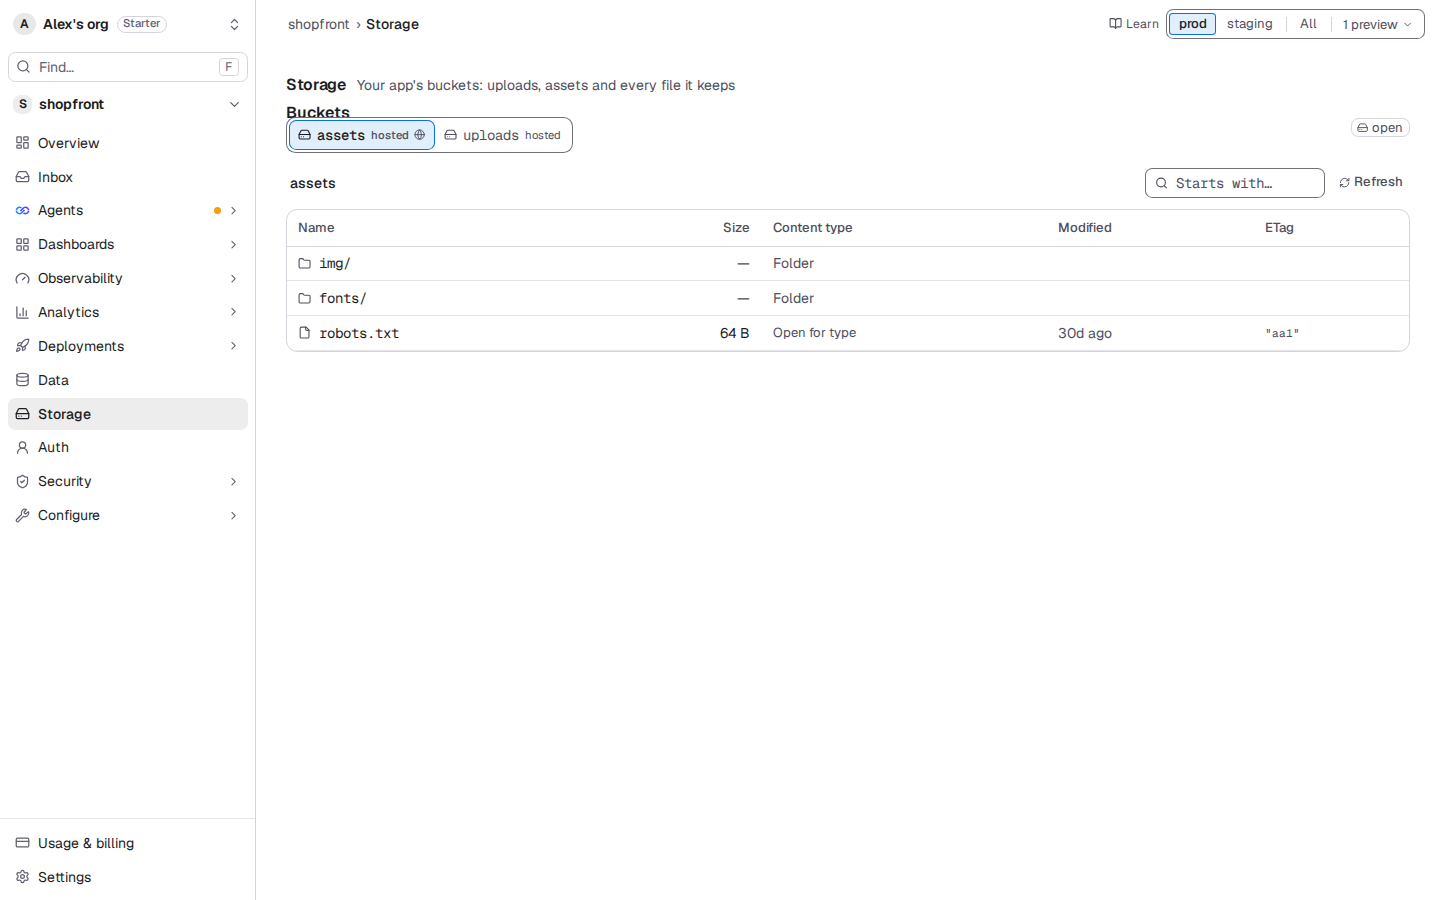 A Alex's org Starter
Find... F
S shopfront
Overview
Inbox
Agents
Dashboards
Observability
Analytics
Deployments
Data
Storage
Auth
Security
Configure
Usage & billing
Settings
shopfront › Storage
Learn prod staging All 1 preview
Storage Your app's buckets: uploads, assets and every file it keeps
Buckets
assets hosted uploads hosted
open
assets
Starts with… Refresh
Name Size Content type Modified ETag
img/ — Folder
fonts/ — Folder
robots.txt 64 B Open for type 30d ago "aa1"